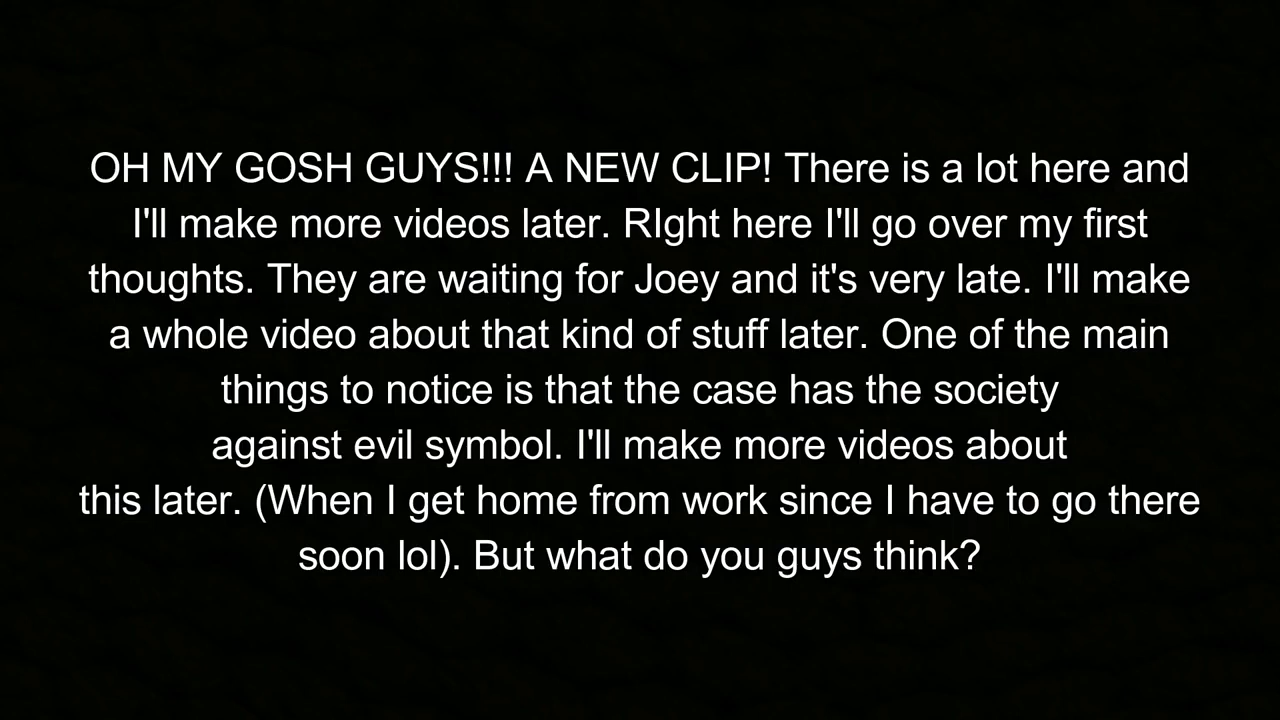 OH MY GOSH GUYS!!! A NEW CLIP! There is a lot here and
I'll make more videos later. RIght here I'll go over my first
thoughts. They are waiting for Joey and it's very late. I'll make
a whole video about that kind of stuff later. One of the main
things to notice is that the case has the society
against evil symbol. I'll make more videos about
this later. (When I get home from work since I have to go there
soon lol). But what do you guys think?